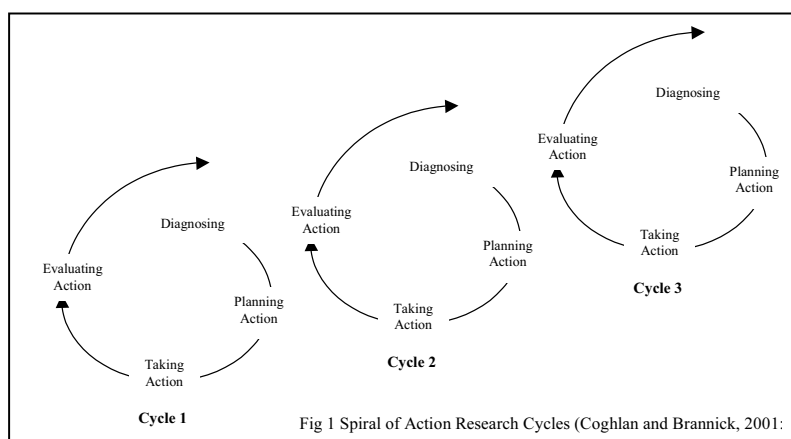 Diagnosing
Planning
Action
Taking
Action
Evaluating
Action
Cycle 1
Diagnosing
Planning
Action
Taking
Action
Evaluating
Action
Cycle 2
Diagnosing
Planning
Action
Taking
Action
Evaluating
Action
Cycle 3
Fig 1 Spiral of Action Research Cycles (Coghlan and Brannick, 2001: